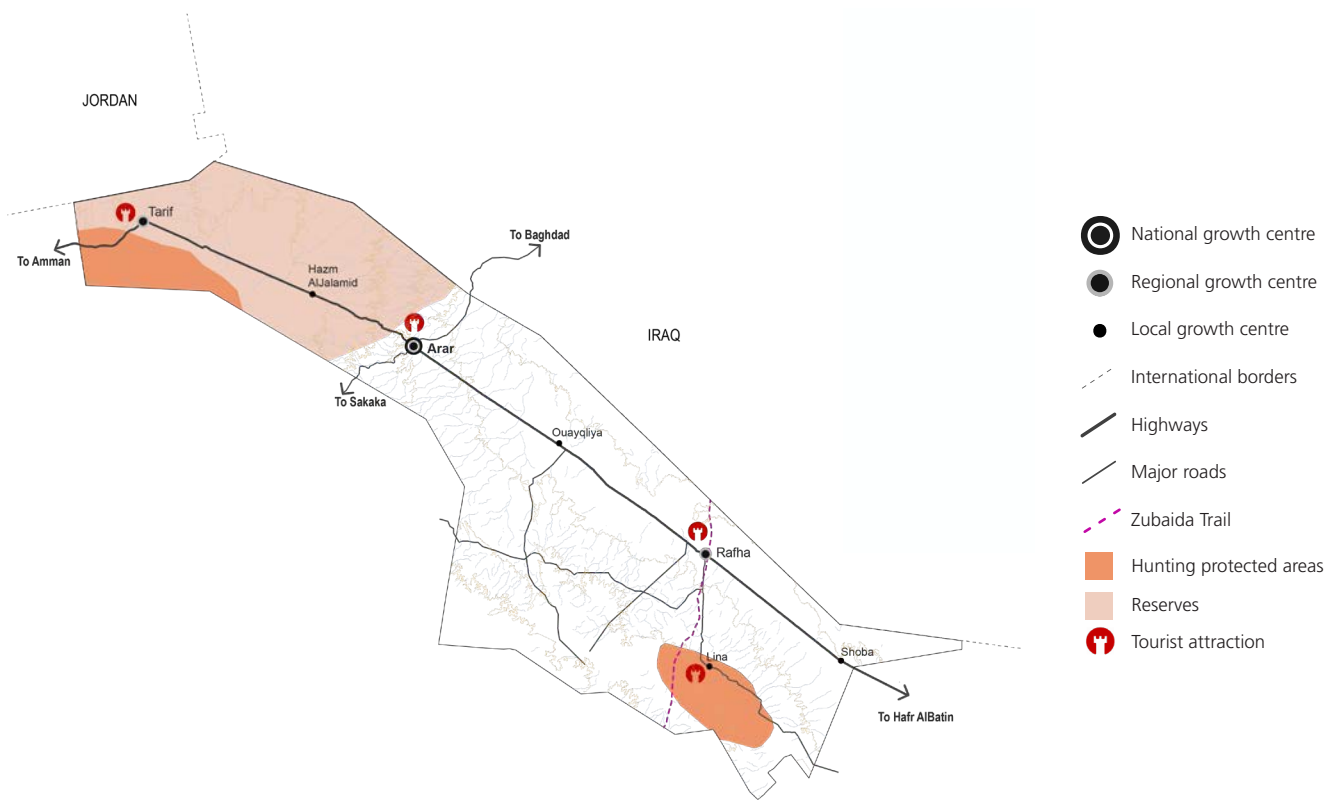 JORDAN
Tarif
To Amman
To Baghdad
Hazm
AlJalamid
IRAQ
Arar
To Sakaka
Ouayqliya
Rafha
Lina
Shoba
To Hafr AlBatin
National growth centre
Regional growth centre
Local growth centre
International borders
Highways
Major roads
Zubaida Trail
Hunting protected areas
Reserves
Tourist attraction